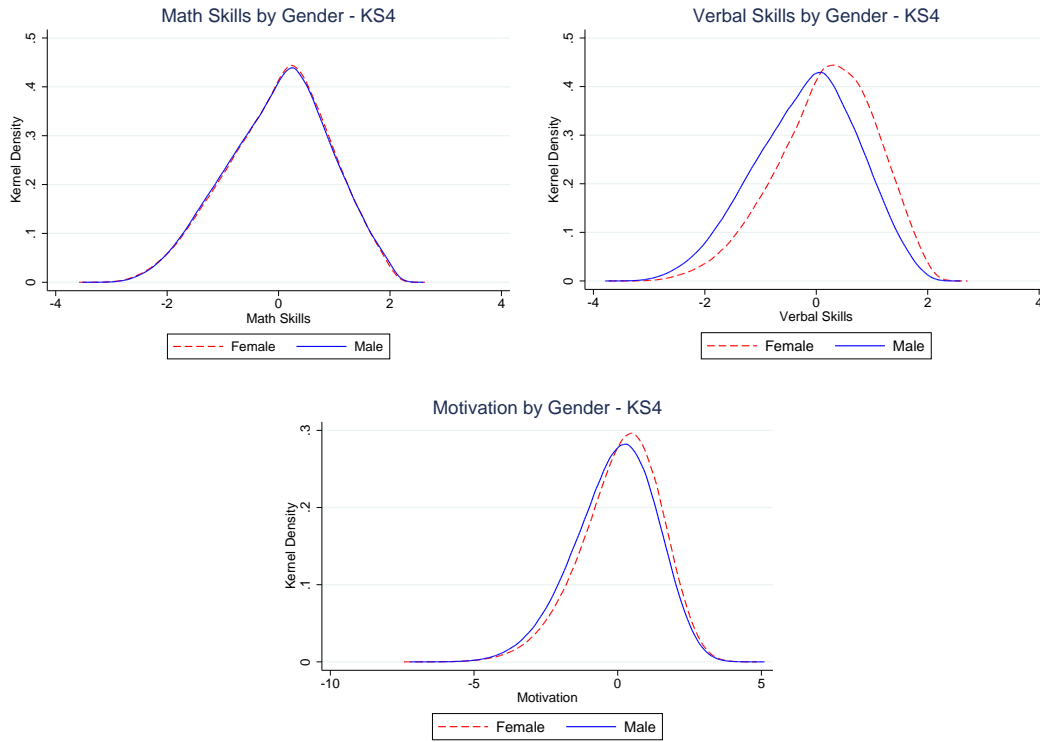 Math Skills by Gender - KS4
.5
.4
.3
.2
.1
0
Kernel Density
-4
-2
0
2
4
Math Skills
Female
Male
Verbal Skills by Gender - KS4
.5
.4
.3
.2
.1
0
Kernel Density
-4
-2
0
2
4
Verbal Skills
Female
Male
Motivation by Gender - KS4
.3
.2
.1
0
Kernel Density
-10
-5
0
5
Motivation
Female
Male